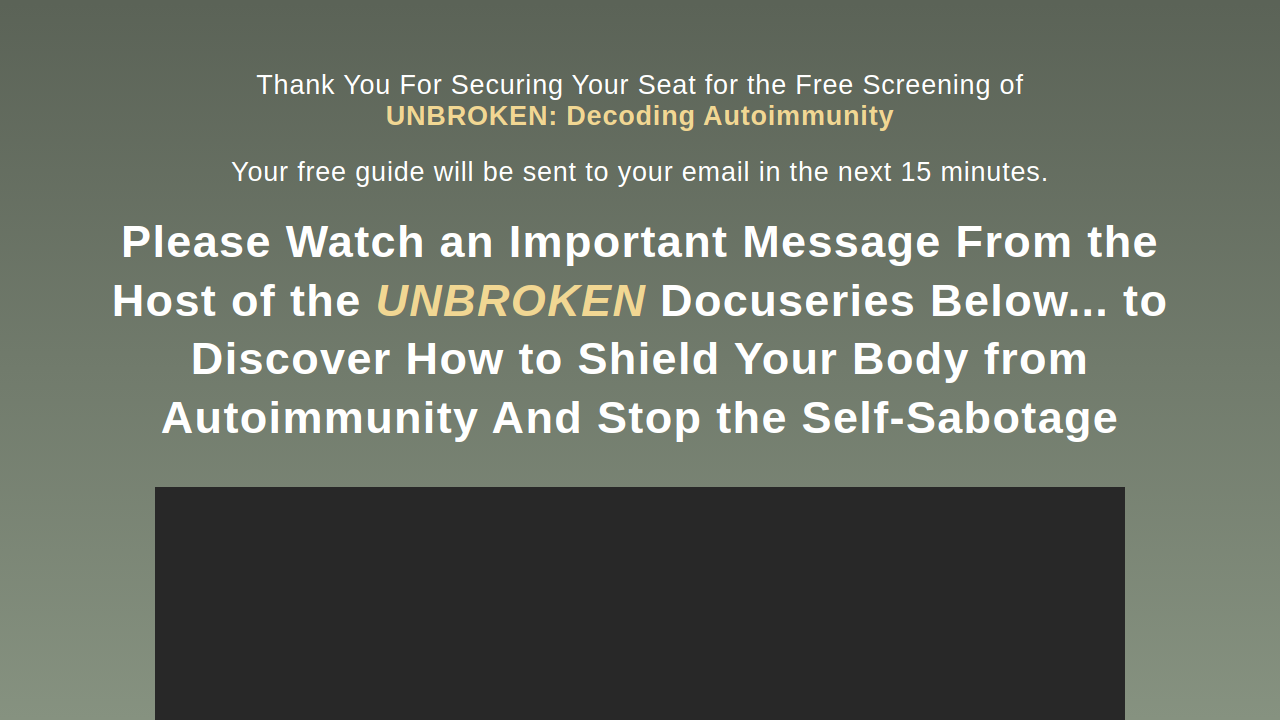 Thank You For Securing Your Seat for the Free Screening of
UNBROKEN: Decoding Autoimmunity
Your free guide will be sent to your email in the next 15 minutes.
Please Watch an Important Message From the
Host of the UNBROKEN Docuseries Below... to
Discover How to Shield Your Body from
Autoimmunity And Stop the Self-Sabotage